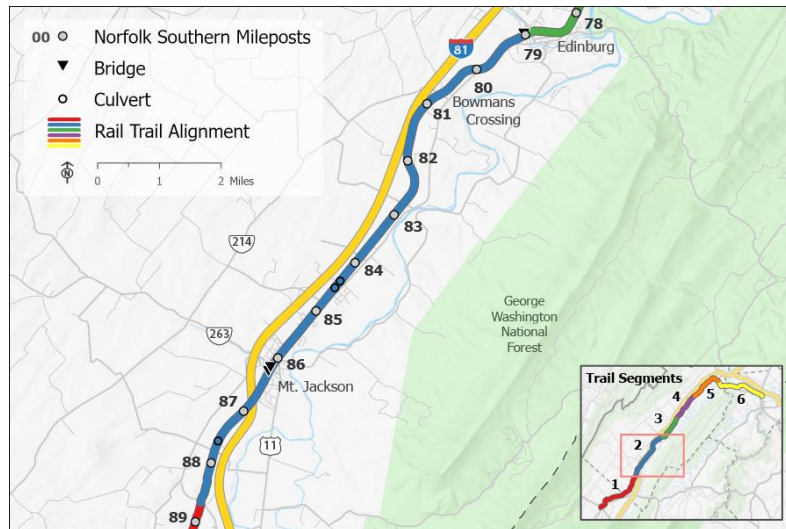 00 Norfolk Southern Mileposts
Bridge
Culvert
Rail Trail Alignment
N
0 1 2 Miles
81
78
79
Edinburg
80
81
Bowmans
Crossing
82
83
214
84
85
George
Washington
National
Forest
263
86
Mt. Jackson
87
11
88
89
Trail Segments
1
2
3
4
5
6